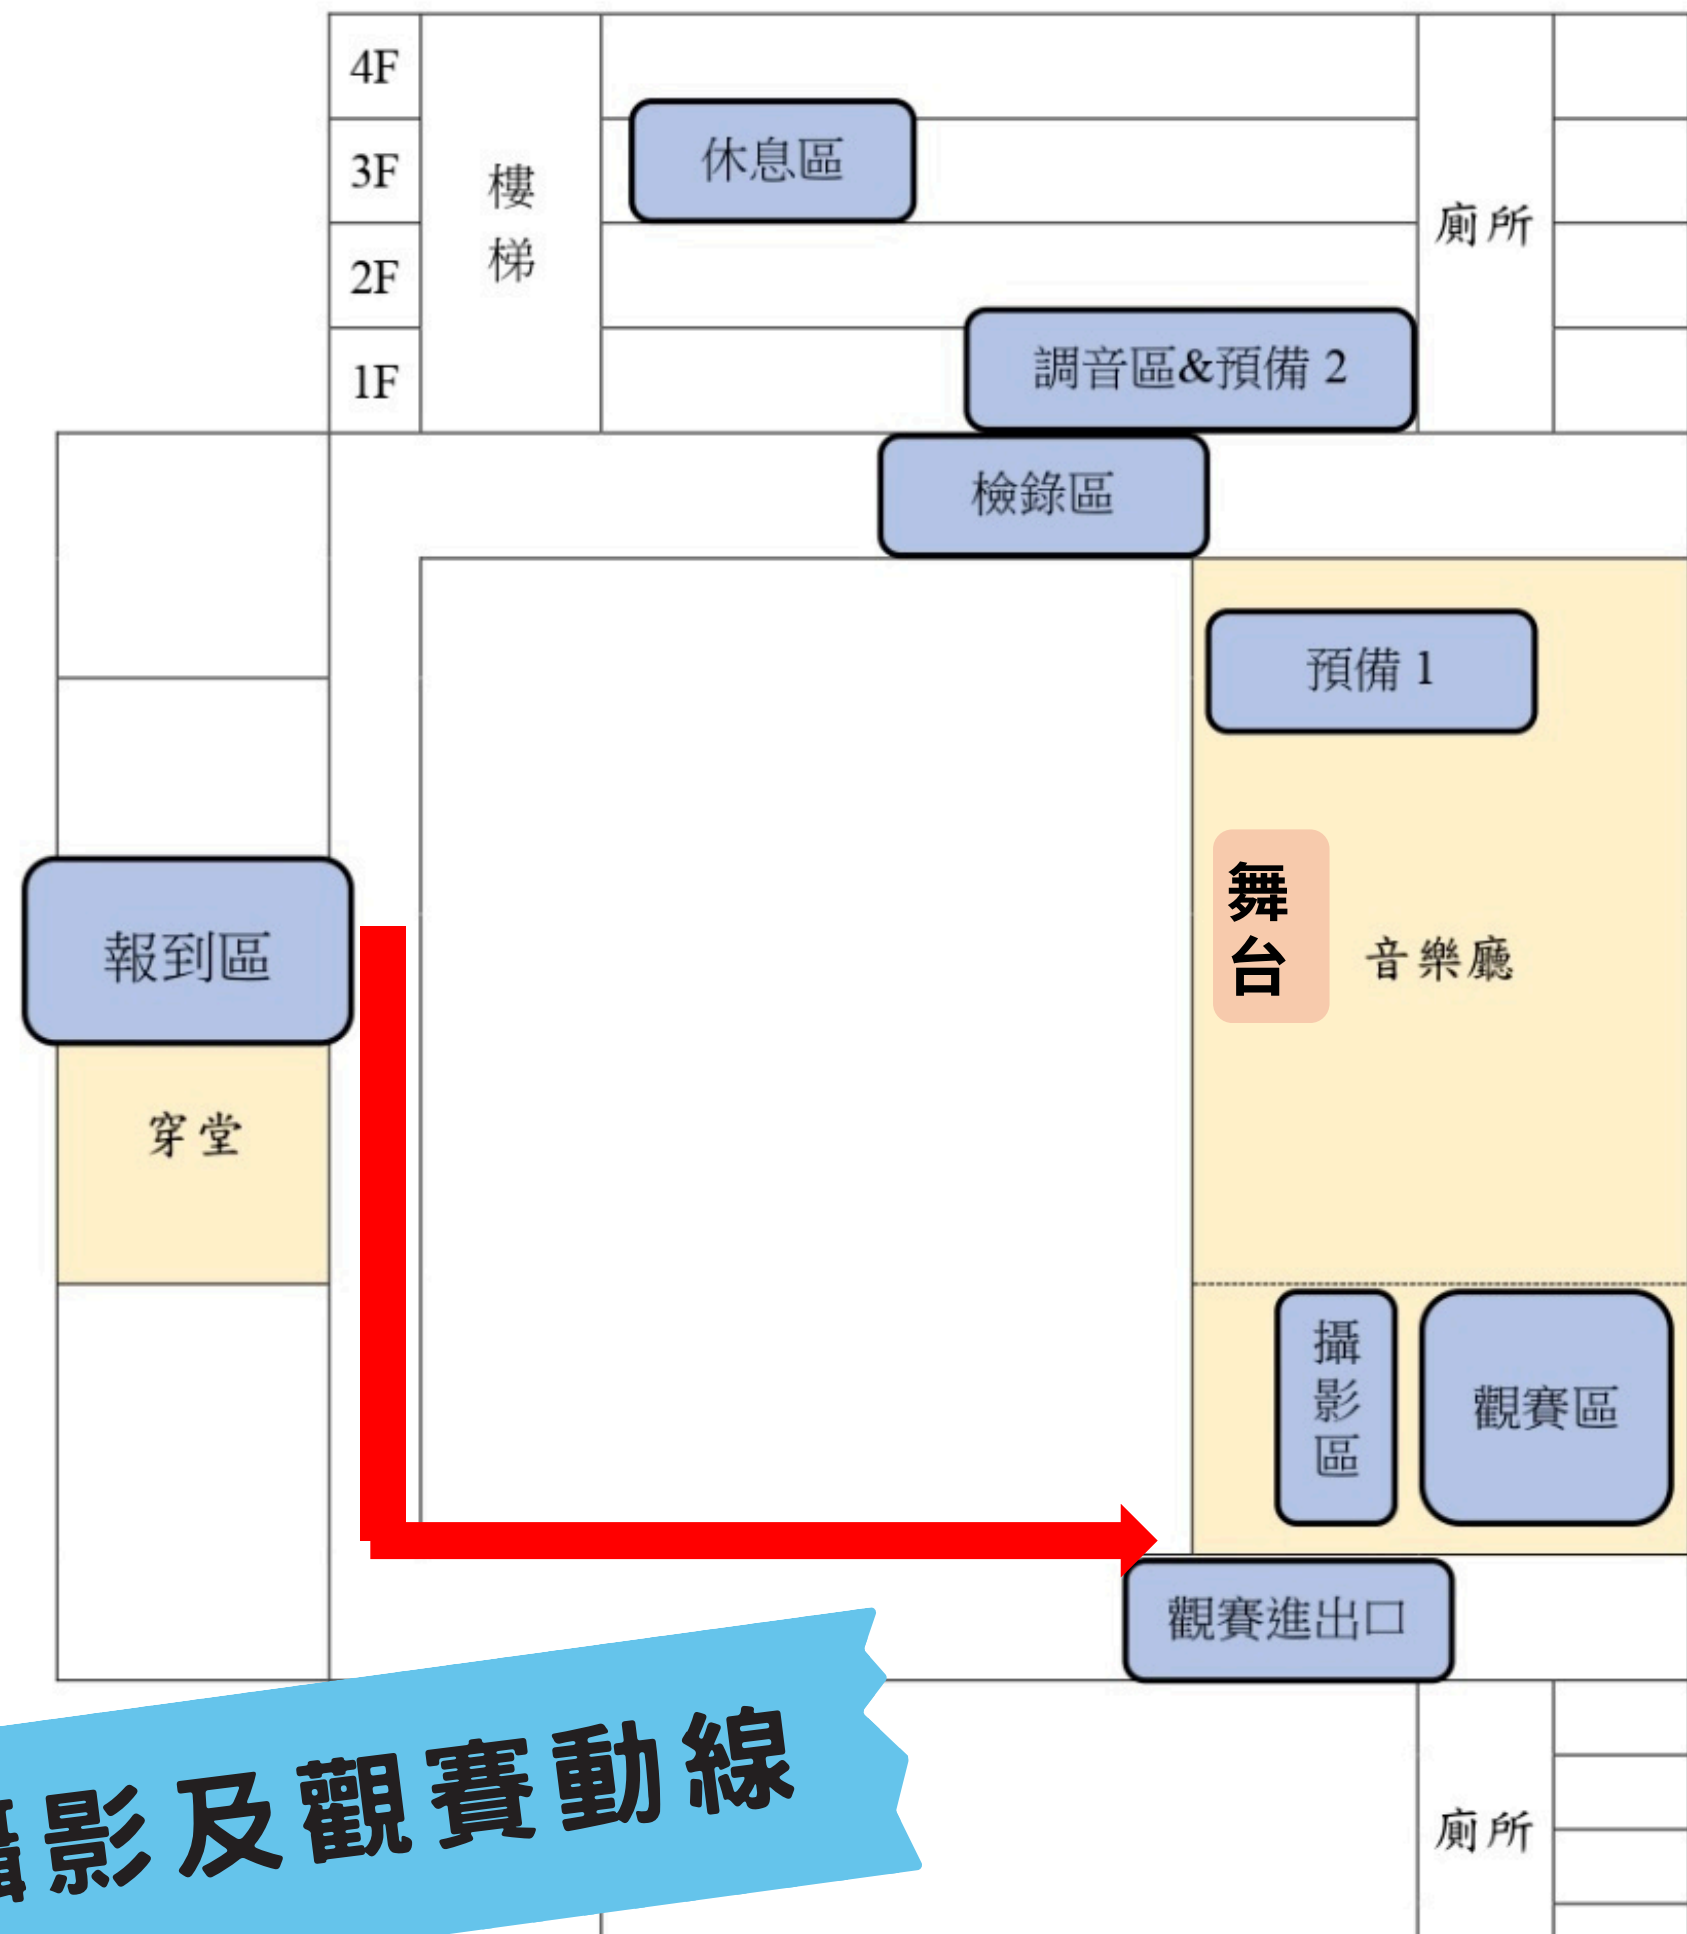 4F
3F
2F
1F
樓
梯
休息區
廁所
調音區&預備 2
檢錄區
預備 1
舞
台
音樂廳
報到區
穿堂
攝
影
區
觀賽區
觀賽進出口
攝影及觀賽動線
廁所